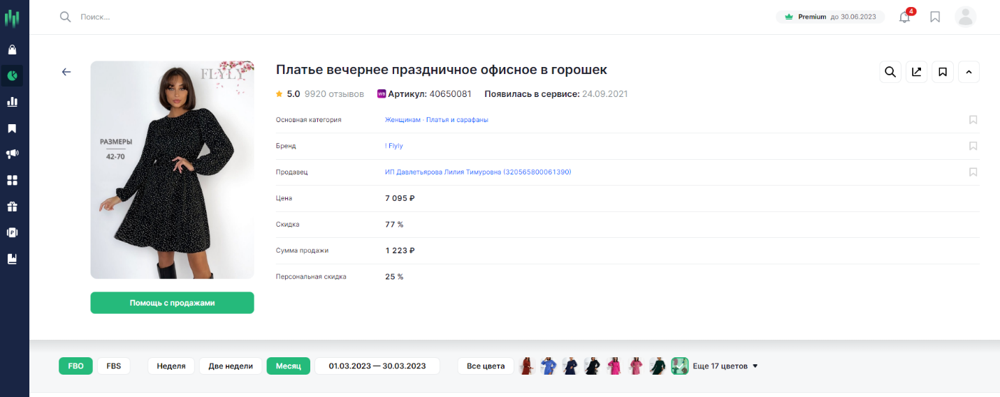 Поиск...
Premium до 30.06.2023
4
FLYLY
РАЗМЕРЫ
42-70
Помощь с продажами
Платье вечернее праздничное офисное в горошек
5.0 9920 отзывов WB Артикул: 40650081 Появилась в сервисе: 24.09.2021
Основная категория Женщинам · Платья и сарафаны
Бренд ! Flyly
Продавец ИП Давлетьярова Лилия Тимуровна (320565800061390)
Цена 7 095 ₽
Скидка 77 %
Сумма продажи 1 223 ₽
Персональная скидка 25 %
FBO FBS Неделя Две недели Месяц 01.03.2023 — 30.03.2023 Все цвета Еще 17 цветов